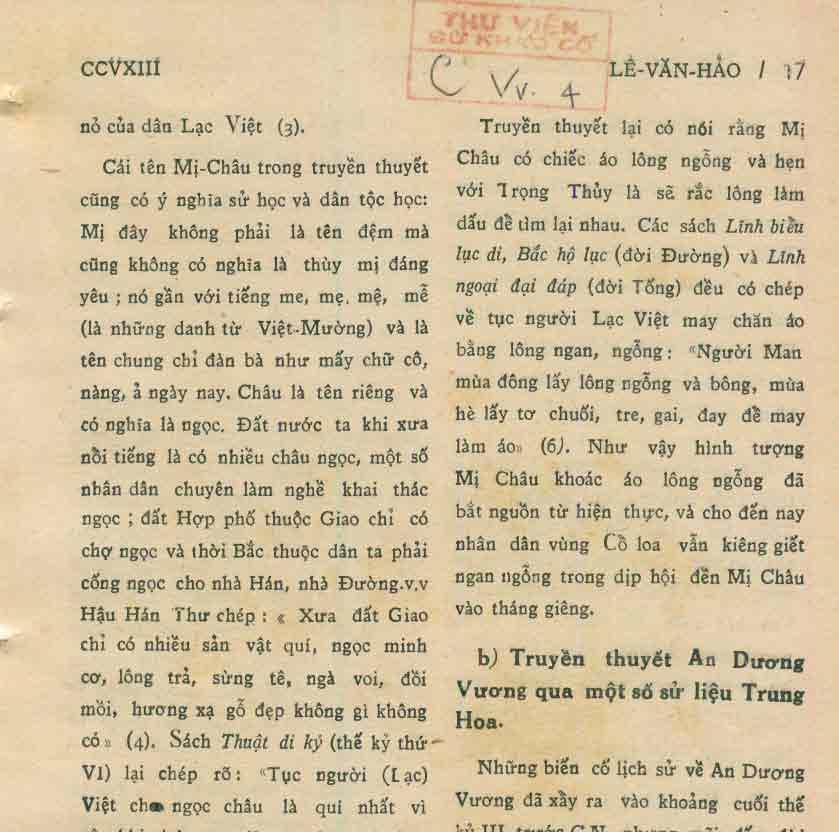 THƯ VIỆN
CCVXIII
C Vv. 4
LÊ-VĂN-HẢO / 17
nỏ của dân Lạc Việt (3).
Cái tên Mị-Châu trong truyền thuyết
cũng có ý nghĩa sử học và dân tộc học:
Mị đây không phải là tên đệm mà
cũng không có nghĩa là thùy mị đáng
yêu ; nó gần với tiếng me, mẹ, mệ, mễ
(là những danh từ Việt-Mường) và là
tên chung chỉ đàn bà như mấy chữ cô,
nàng, ả ngày nay. Châu là tên riêng và
có nghĩa là ngọc. Đất nước ta khi xưa
nổi tiếng là có nhiều châu ngọc, một số
nhân dân chuyên làm nghề khai thác
ngọc ; đất Hợp phố thuộc Giao chỉ có
chợ ngọc và thời Bắc thuộc dân ta phải
cống ngọc cho nhà Hán, nhà Đường.v.v
Hậu Hán Thư chép : « Xưa đất Giao
chỉ có nhiều sản vật quí, ngọc minh
cơ, lông trả, sừng tê, ngà voi, đồi
mồi, hương xạ gỗ đẹp không gì không
có» (4). Sách Thuật di ký (thế kỷ thứ
VI) lại chép rõ: «Tục người (Lạc)
Việt cho ngọc châu là quí nhất vì
Truyền thuyết lại có nói rằng Mị
Châu có chiếc áo lông ngỗng và hẹn
với Trọng Thủy là sẽ rắc lông làm
dấu để tìm lại nhau. Các sách Lĩnh biểu
lục di, Bắc hộ lục (đời Đường) và Lĩnh
ngoại đại đáp (đời Tống) đều có chép
về tục người Lạc Việt may chăn áo
bằng lông ngan, ngỗng : «Người Man
mùa đông lấy lông ngỗng và bông, mùa
hè lấy tơ chuối, tre, gai, đay để may
làm áo» (6). Như vậy hình tượng
Mị Châu khoác áo lông ngỗng đã
bắt nguồn từ hiện thực, và cho đến nay
nhân dân vùng Cổ loa vẫn kiêng giết
ngan ngỗng trong dịp hội đền Mị Châu
vào tháng giêng.
b) Truyền thuyết An Dương
Vương qua một số sử liệu Trung
Hoa.
Những biến cố lịch sử về An Dương
Vương đã xảy ra vào khoảng cuối thế
kỷ III trước C.N.